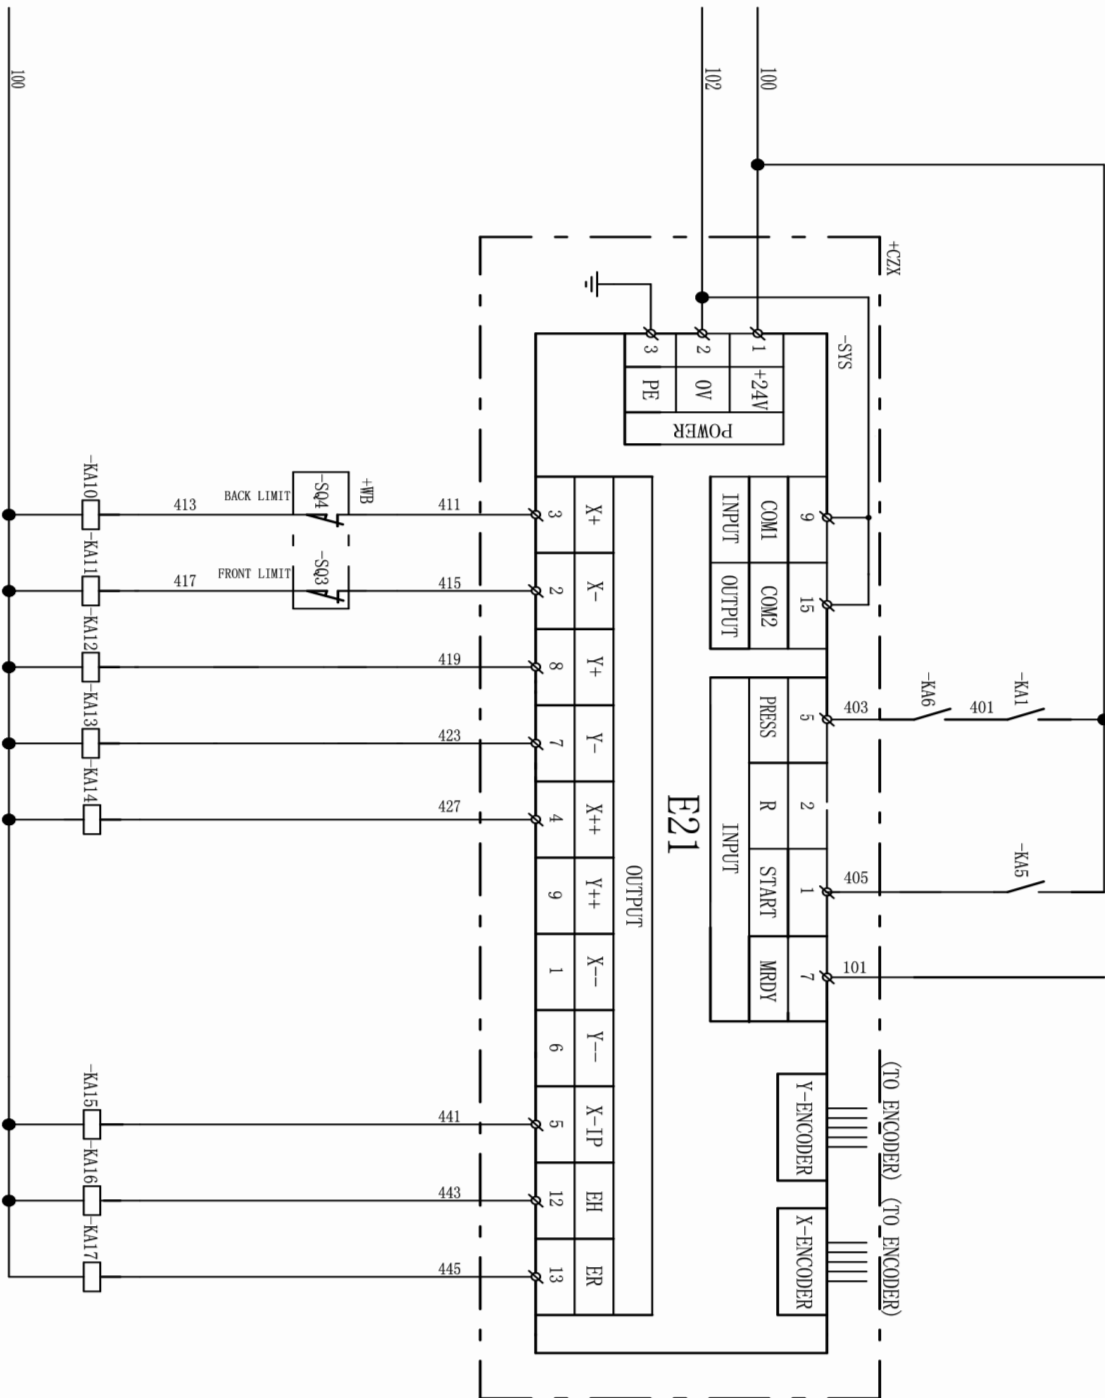 100
102
100
+CZX
-SYS
1
2
3
+24V
0V
PE
POWER
9
15
COM1
COM2
INPUT
OUTPUT
5
2
1
7
PRESS
R
START
MRDY
INPUT
403
-KA6
401
-KA1
405
-KA5
101
E21
Y-ENCODER
X-ENCODER
(TO ENCODER)
(TO ENCODER)
OUTPUT
X+
X-
Y+
Y-
X++
Y++
X--
Y--
X-IP
EH
ER
3
2
8
7
4
9
1
6
5
12
13
+WB
-KA10
413
BACK LIMIT
-SQ4
411
-KA11
417
FRONT LIMIT
-SQ3
415
-KA12
419
-KA13
423
-KA14
427
-KA15
441
-KA16
443
-KA17
445